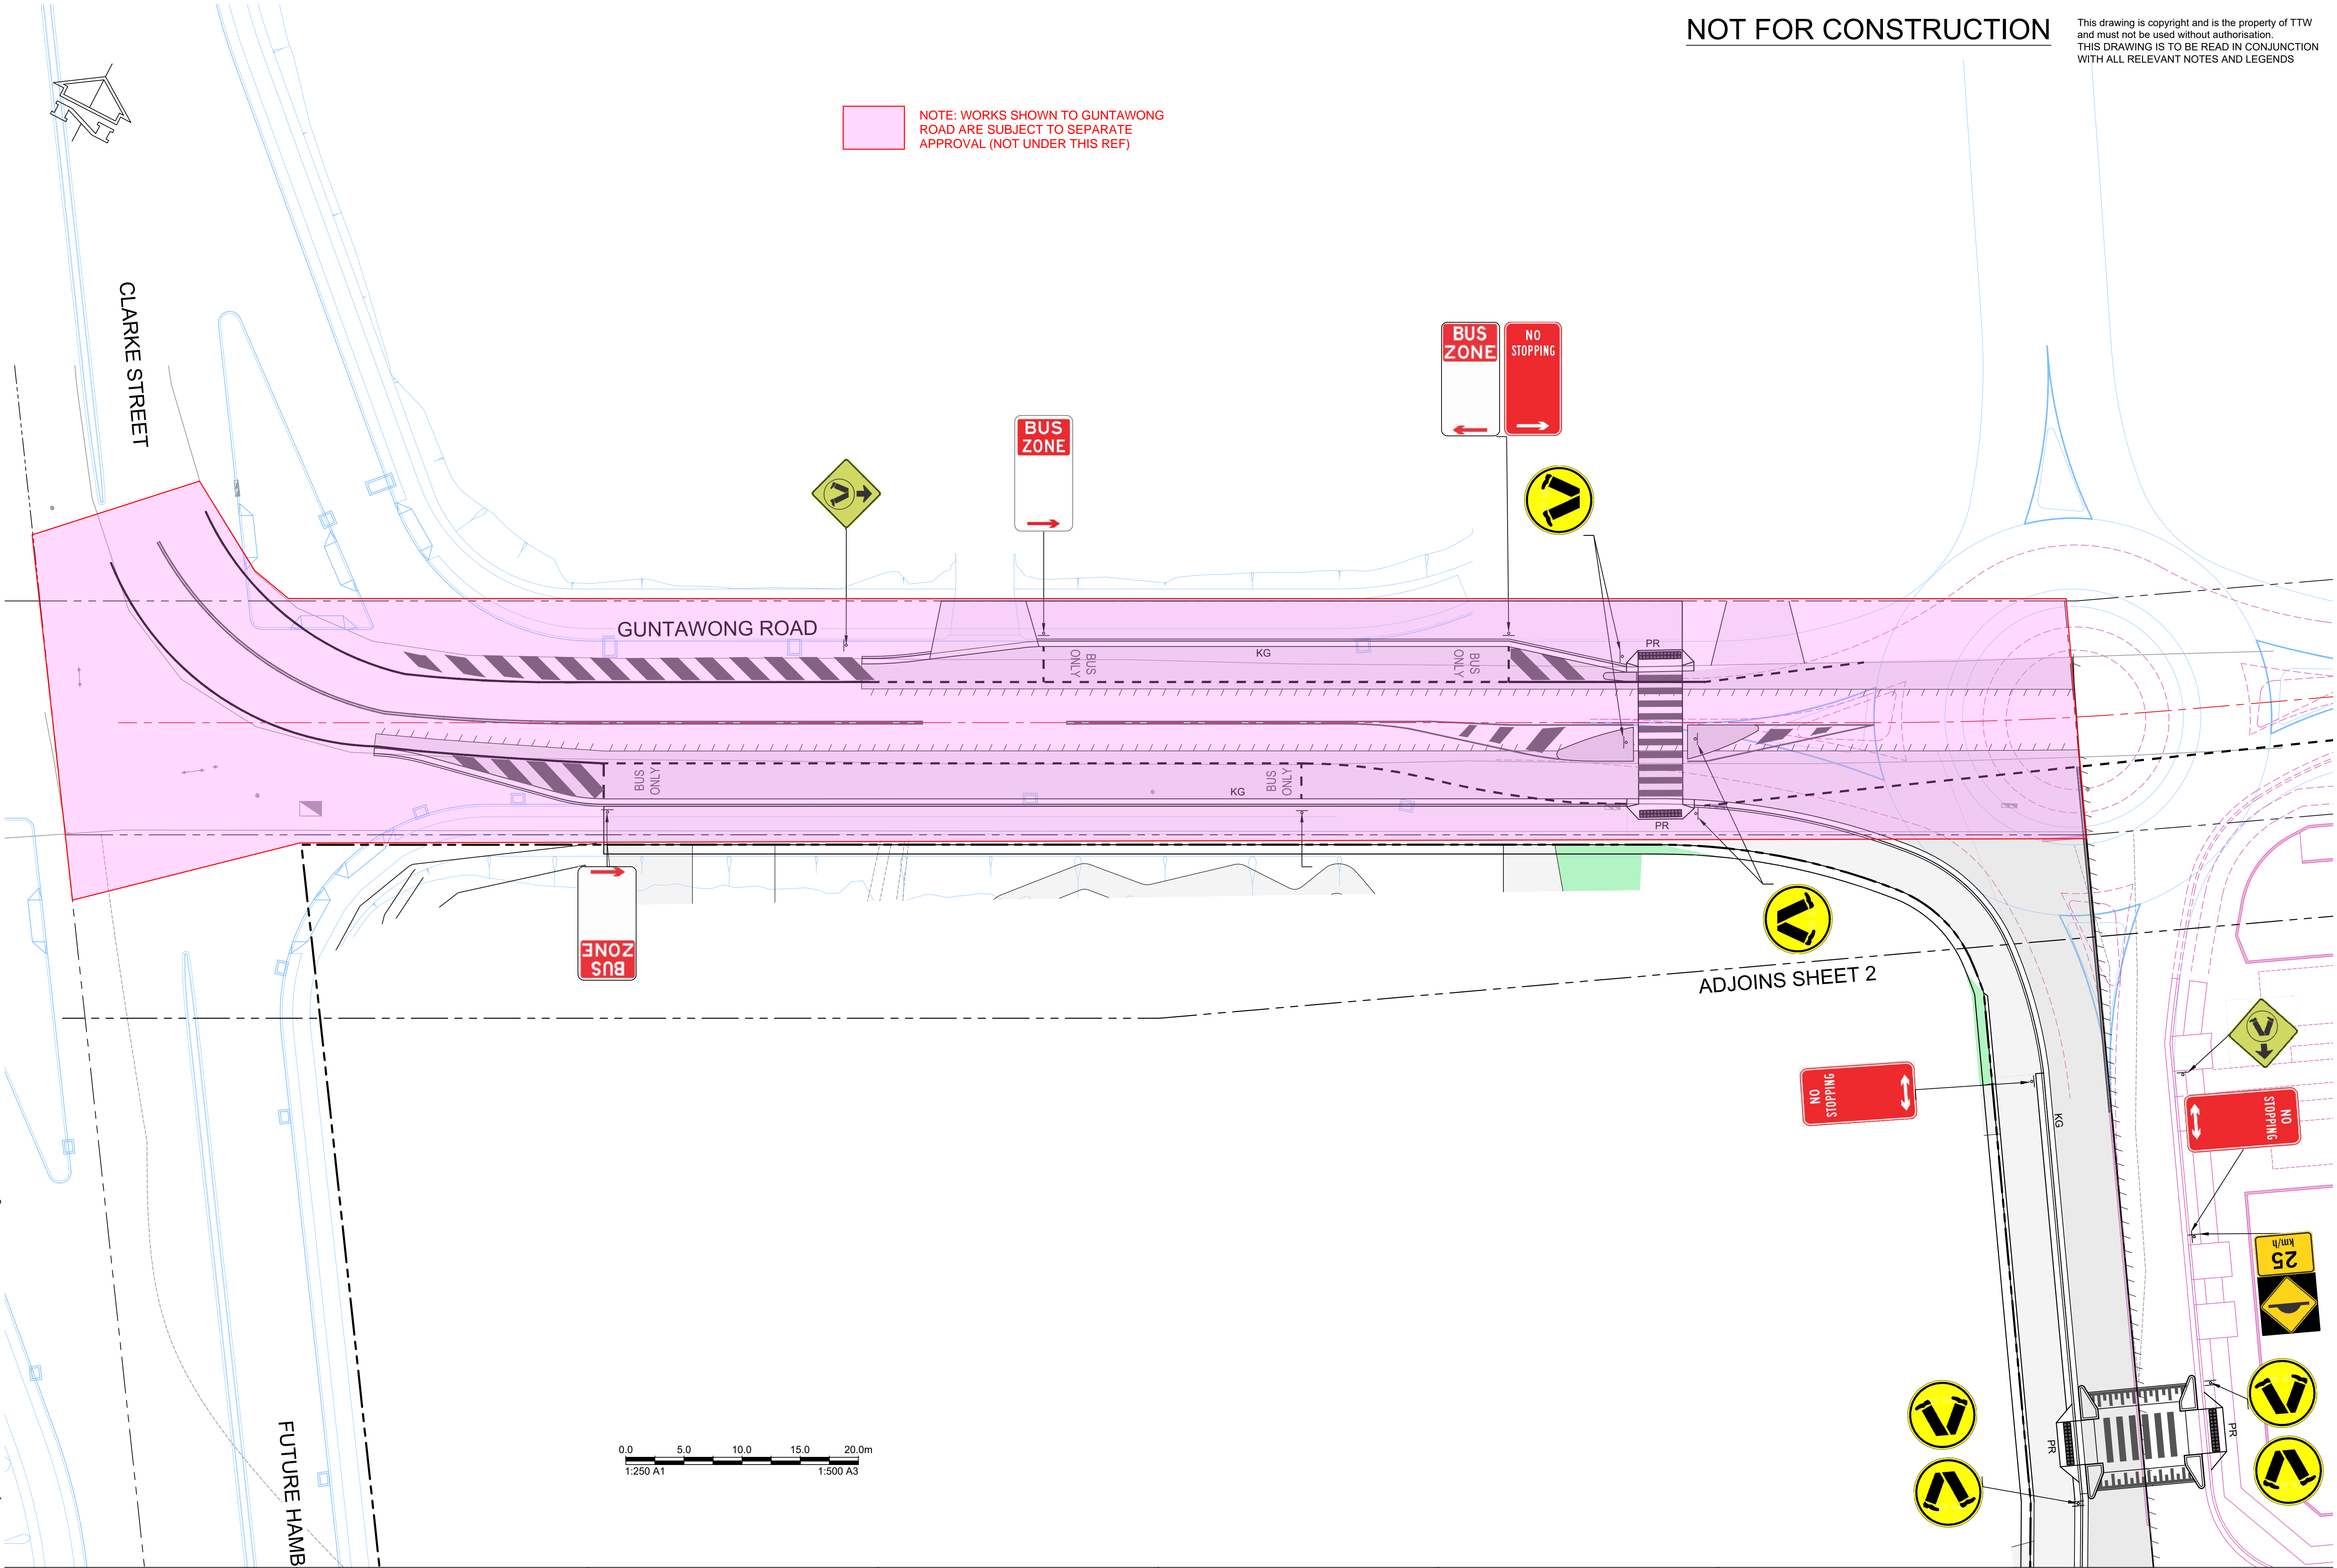 NOT FOR CONSTRUCTION
This drawing is copyright and is the property of TTW
and must not be used without authorisation.
THIS DRAWING IS TO BE READ IN CONJUNCTION
WITH ALL RELEVANT NOTES AND LEGENDS
NOTE: WORKS SHOWN TO GUNTAWONG
ROAD ARE SUBJECT TO SEPARATE
APPROVAL (NOT UNDER THIS REF)
CLARKE STREET
BUS
ZONE
NO
STOPPING
BUS
ZONE
GUNTAWONG ROAD
PR
KG
BUS
ONLY
BUS
ONLY
BUS
ONLY
BUS
ONLY
KG
PR
BUS
ZONE
ADJOINS SHEET 2
NO
STOPPING
KG
NO
STOPPING
25
km/h
PR
PR
FUTURE HAMB
0.0
5.0
10.0
15.0
20.0m
1:250 A1
1:500 A3